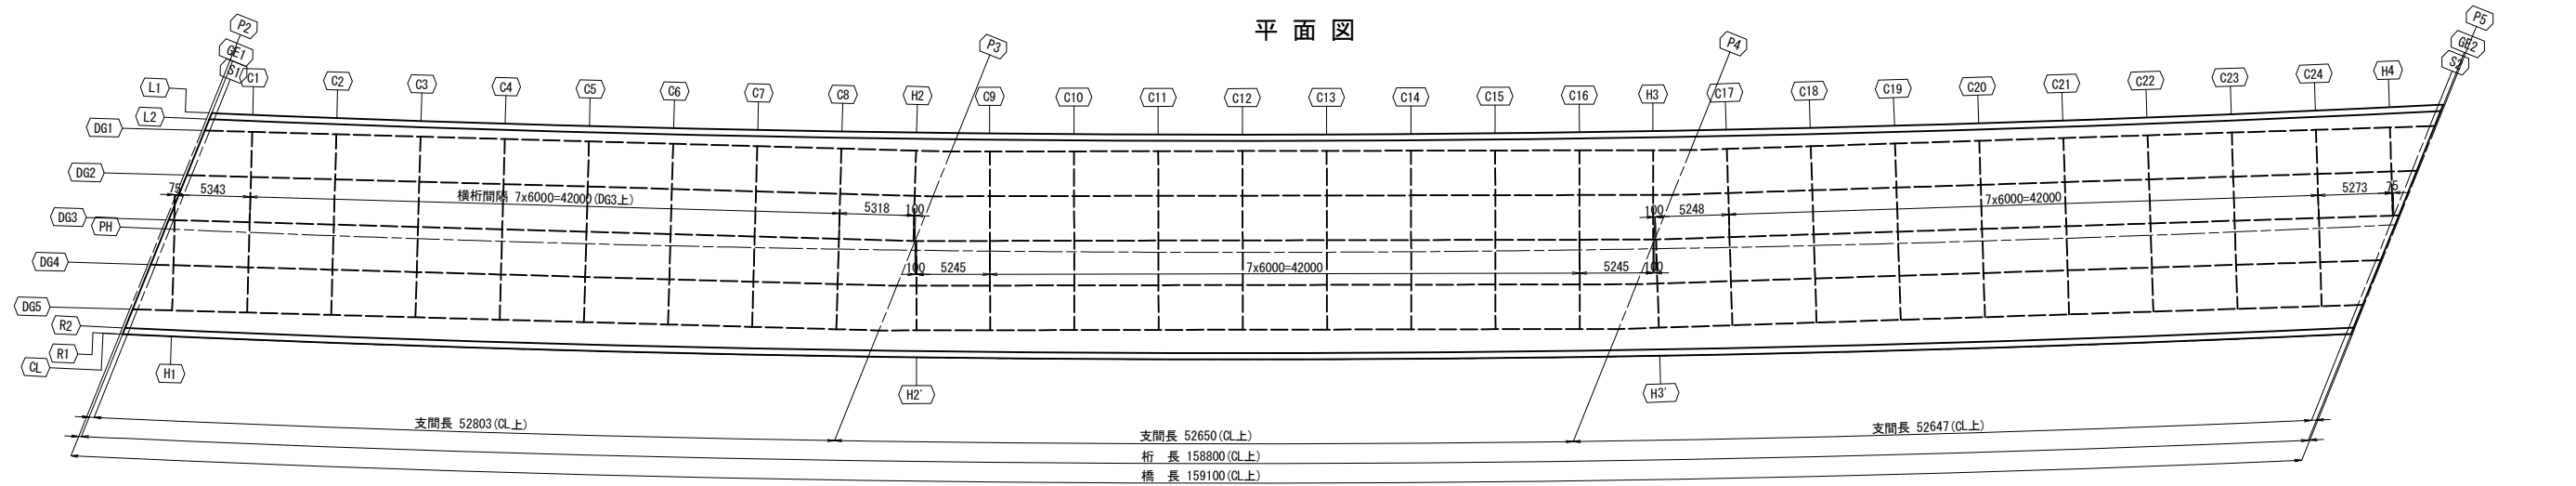 平 面 図
P2
GE1
S1
C1
C2
C3
C4
C5
C6
C7
C8
H2
C9
P3
C10
C11
C12
C13
C14
C15
C16
H3
P4
C17
C18
C19
C20
C21
C22
C23
C24
H4
P5
GE2
S2
L1
L2
DG1
DG2
DG3
PH
DG4
DG5
R2
R1
CL
H1
H2'
H3'
75
5343
横桁間隔 7x6000=42000(DG3上)
5318
100
100
5245
7x6000=42000
5245
100
100
5248
7x6000=42000
5273
75
支間長 52803(CL上)
支間長 52650(CL上)
支間長 52647(CL上)
桁 長 158800(CL上)
橋 長 159100(CL上)